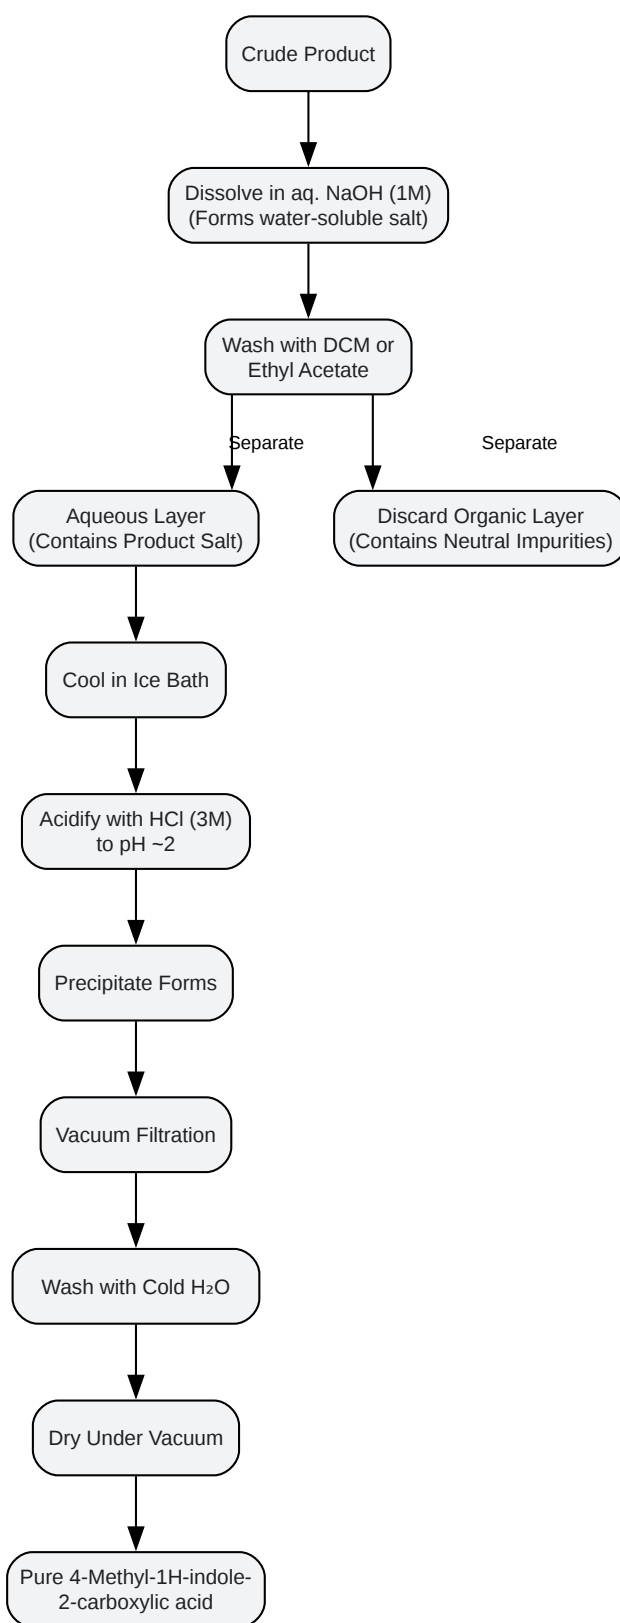 Crude Product
Dissolve in aq. NaOH (1M)
(Forms water-soluble salt)
Wash with DCM or
Ethyl Acetate
Separate
Separate
Aqueous Layer
(Contains Product Salt)
Discard Organic Layer
(Contains Neutral Impurities)
Cool in Ice Bath
Acidify with HCl (3M)
to pH ~2
Precipitate Forms
Vacuum Filtration
Wash with Cold H₂O
Dry Under Vacuum
Pure 4-Methyl-1H-indole-
2-carboxylic acid